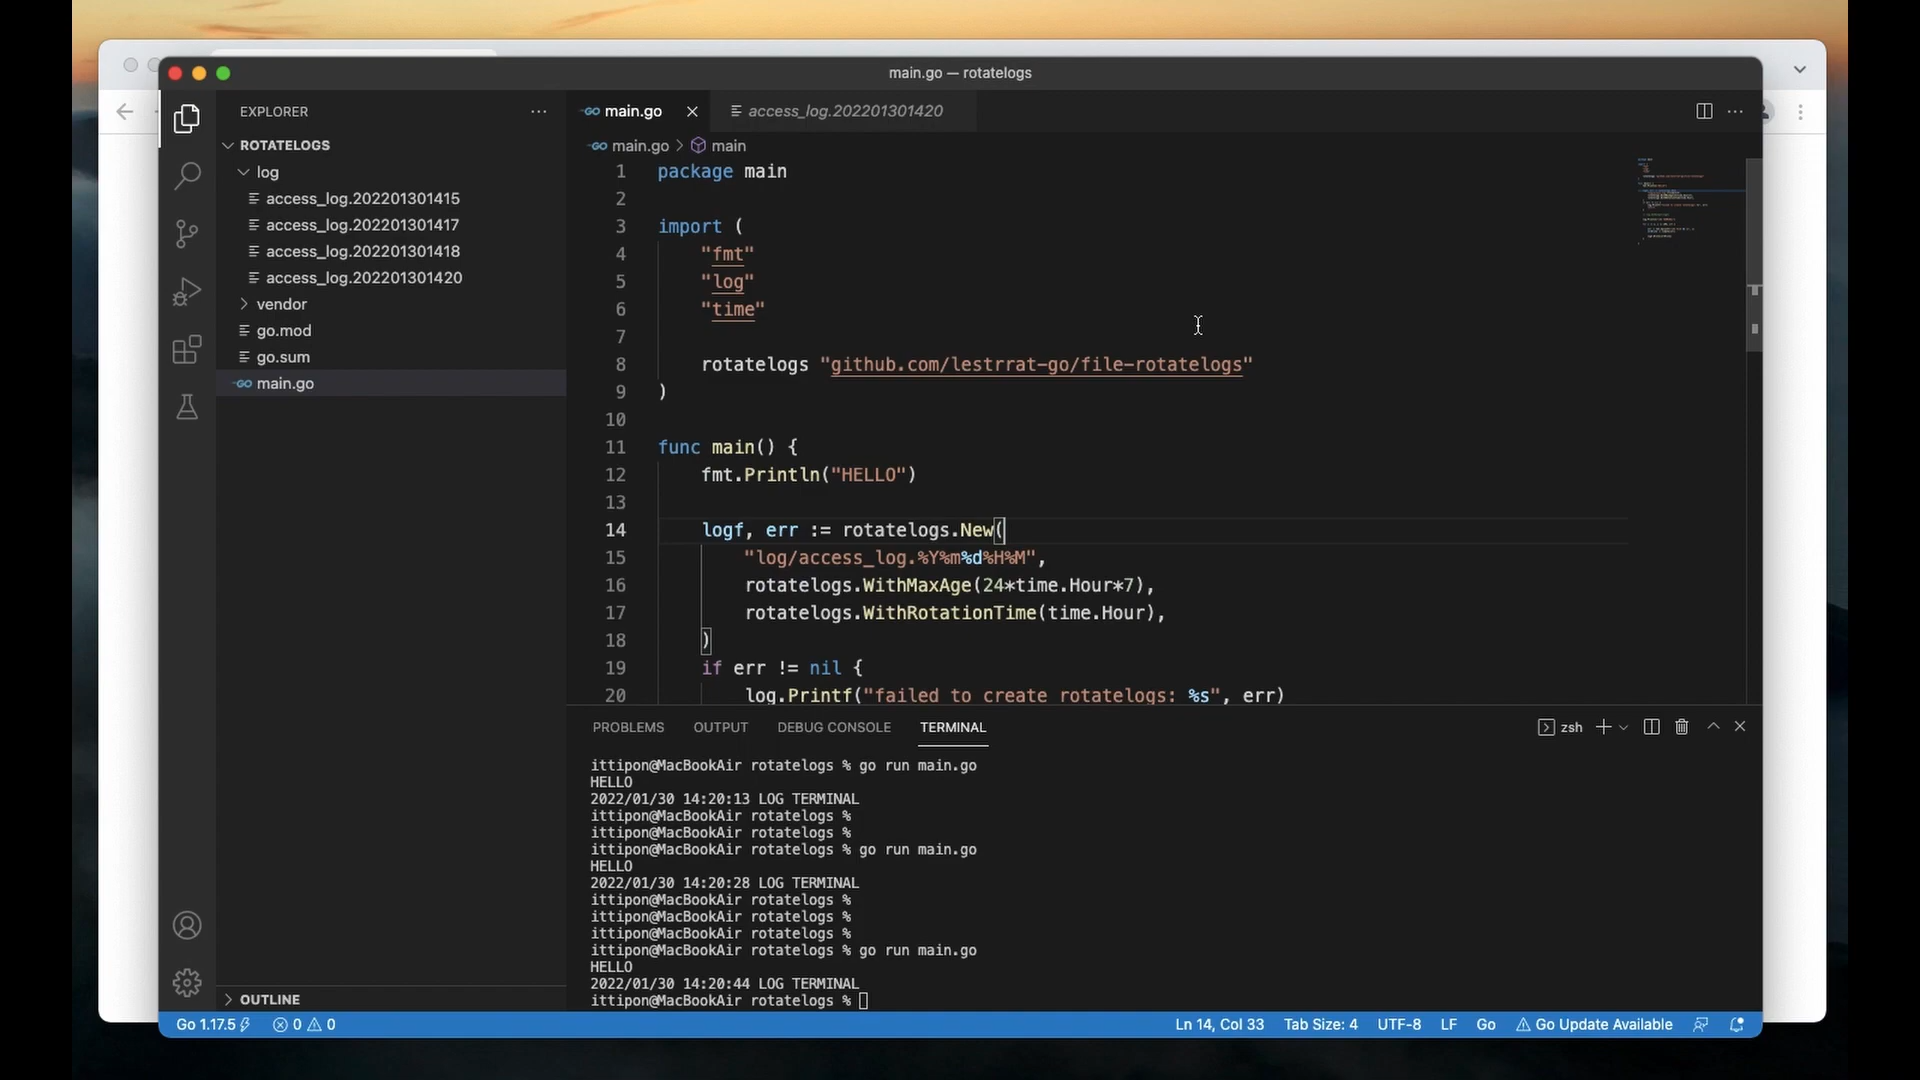 main.go — rotatelogs
EXPLORER
ROTATELOGS
log
access_log.202201301415
access_log.202201301417
access_log.202201301418
access_log.202201301420
vendor
go.mod
go.sum
main.go
OUTLINE
main.go
access_log.202201301420
main.go > main
1 package main
2
3 import (
4 "fmt"
5 "log"
6 "time"
7
8 rotatelogs "github.com/lestrrat-go/file-rotatelogs"
9 )
10
11 func main() {
12 fmt.Println("HELLO")
13
14 logf, err := rotatelogs.New(
15 "log/access_log.%Y%m%d%H%M",
16 rotatelogs.WithMaxAge(24*time.Hour*7),
17 rotatelogs.WithRotationTime(time.Hour),
18 )
19 if err != nil {
20 log.Printf("failed to create rotatelogs: %s", err)
PROBLEMS OUTPUT DEBUG CONSOLE TERMINAL
zsh
ittipon@MacBookAir rotatelogs % go run main.go
HELLO
2022/01/30 14:20:13 LOG TERMINAL
ittipon@MacBookAir rotatelogs %
ittipon@MacBookAir rotatelogs %
ittipon@MacBookAir rotatelogs % go run main.go
HELLO
2022/01/30 14:20:28 LOG TERMINAL
ittipon@MacBookAir rotatelogs %
ittipon@MacBookAir rotatelogs %
ittipon@MacBookAir rotatelogs %
ittipon@MacBookAir rotatelogs % go run main.go
HELLO
2022/01/30 14:20:44 LOG TERMINAL
ittipon@MacBookAir rotatelogs %
Go 1.17.5 0 0 Ln 14, Col 33 Tab Size: 4 UTF-8 LF Go Go Update Available